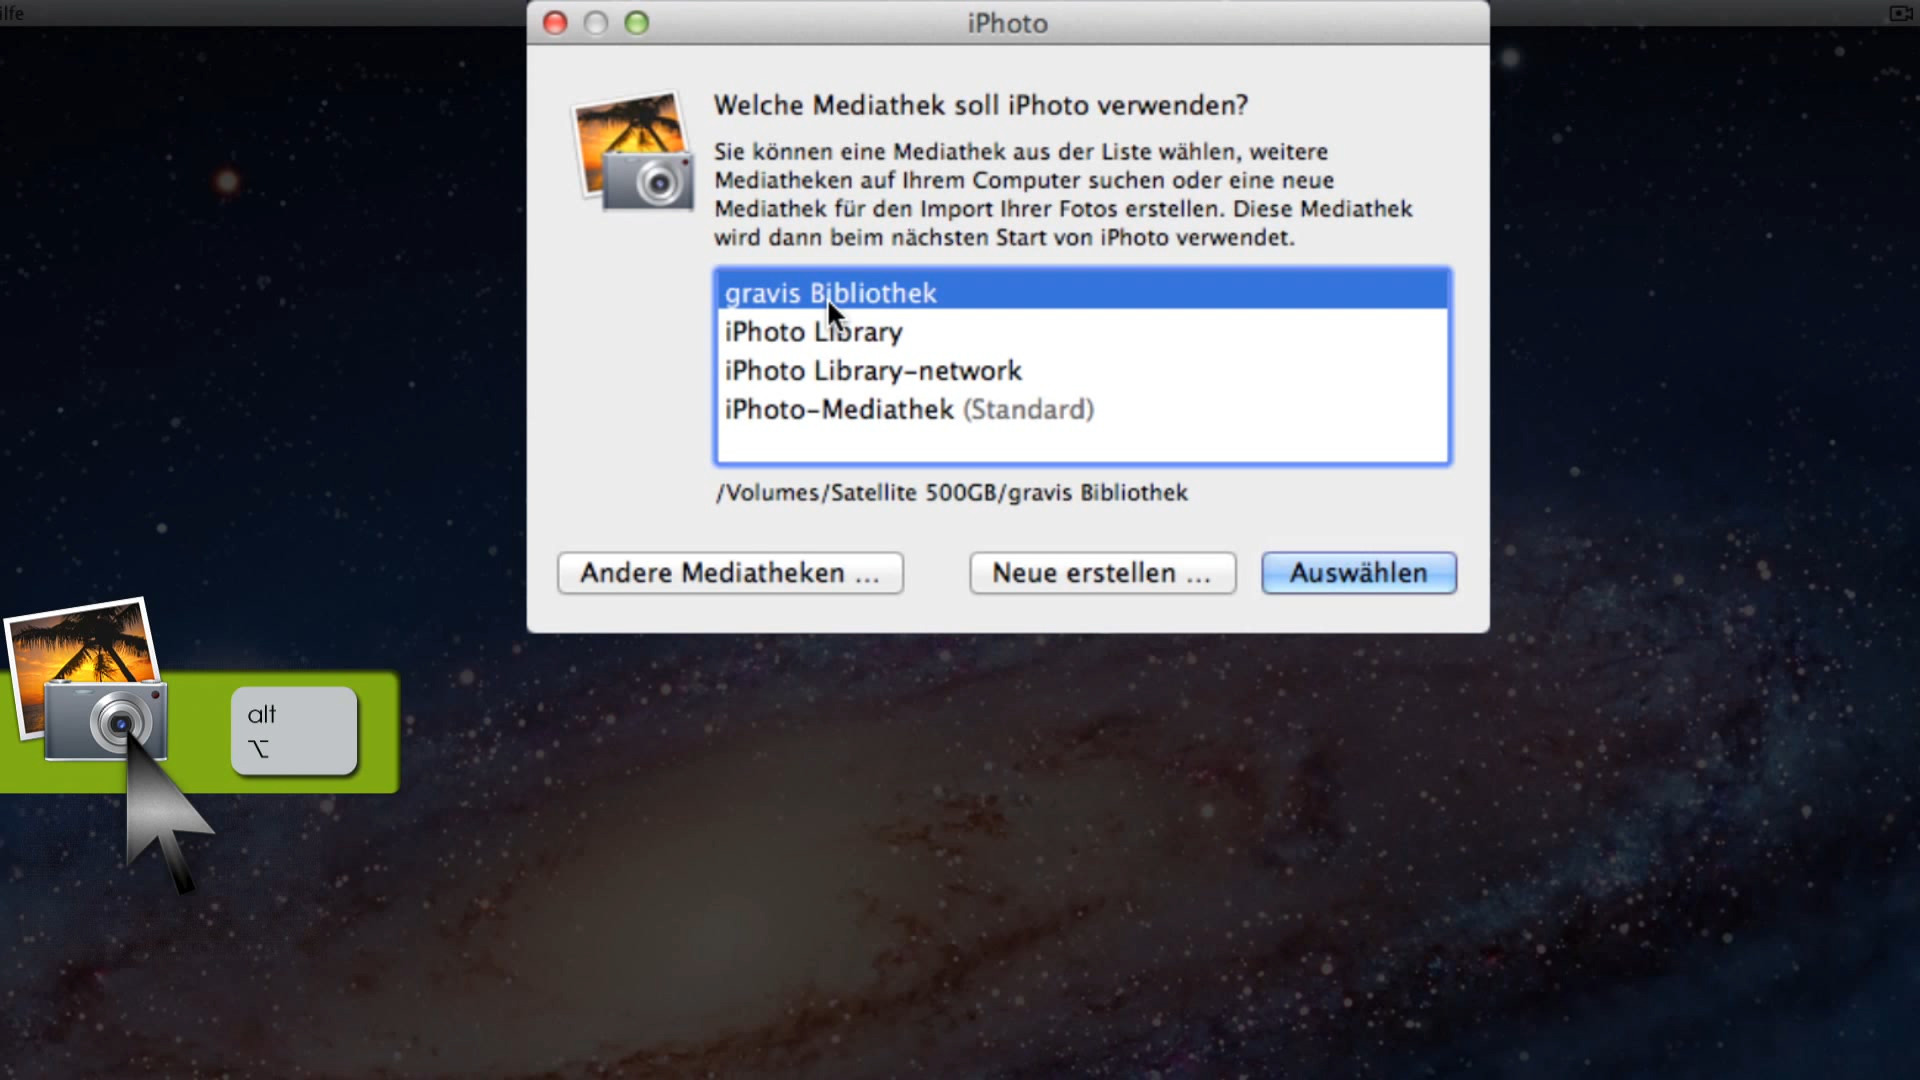 ilfe
iPhoto
Welche Mediathek soll iPhoto verwenden?
Sie können eine Mediathek aus der Liste wählen, weitere
Mediatheken auf Ihrem Computer suchen oder eine neue
Mediathek für den Import Ihrer Fotos erstellen. Diese Mediathek
wird dann beim nächsten Start von iPhoto verwendet.
gravis Bibliothek
iPhoto Library
iPhoto Library-network
iPhoto-Mediathek (Standard)
/Volumes/Satellite 500GB/gravis Bibliothek
Andere Mediatheken ...
Neue erstellen ...
Auswählen
alt
⌥